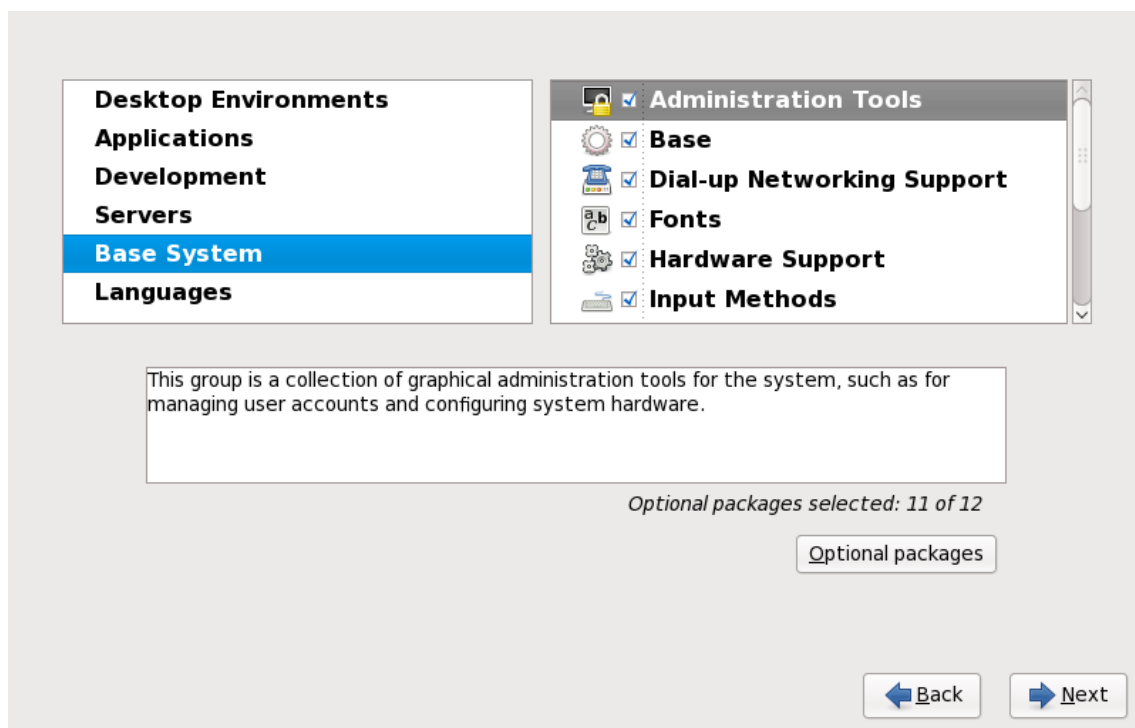 Desktop Environments
Applications
Development
Servers
Base System
Languages
Administration Tools
Base
Dial-up Networking Support
Fonts
Hardware Support
Input Methods
This group is a collection of graphical administration tools for the system, such as for
managing user accounts and configuring system hardware.
Optional packages selected: 11 of 12
Optional packages
Back
Next